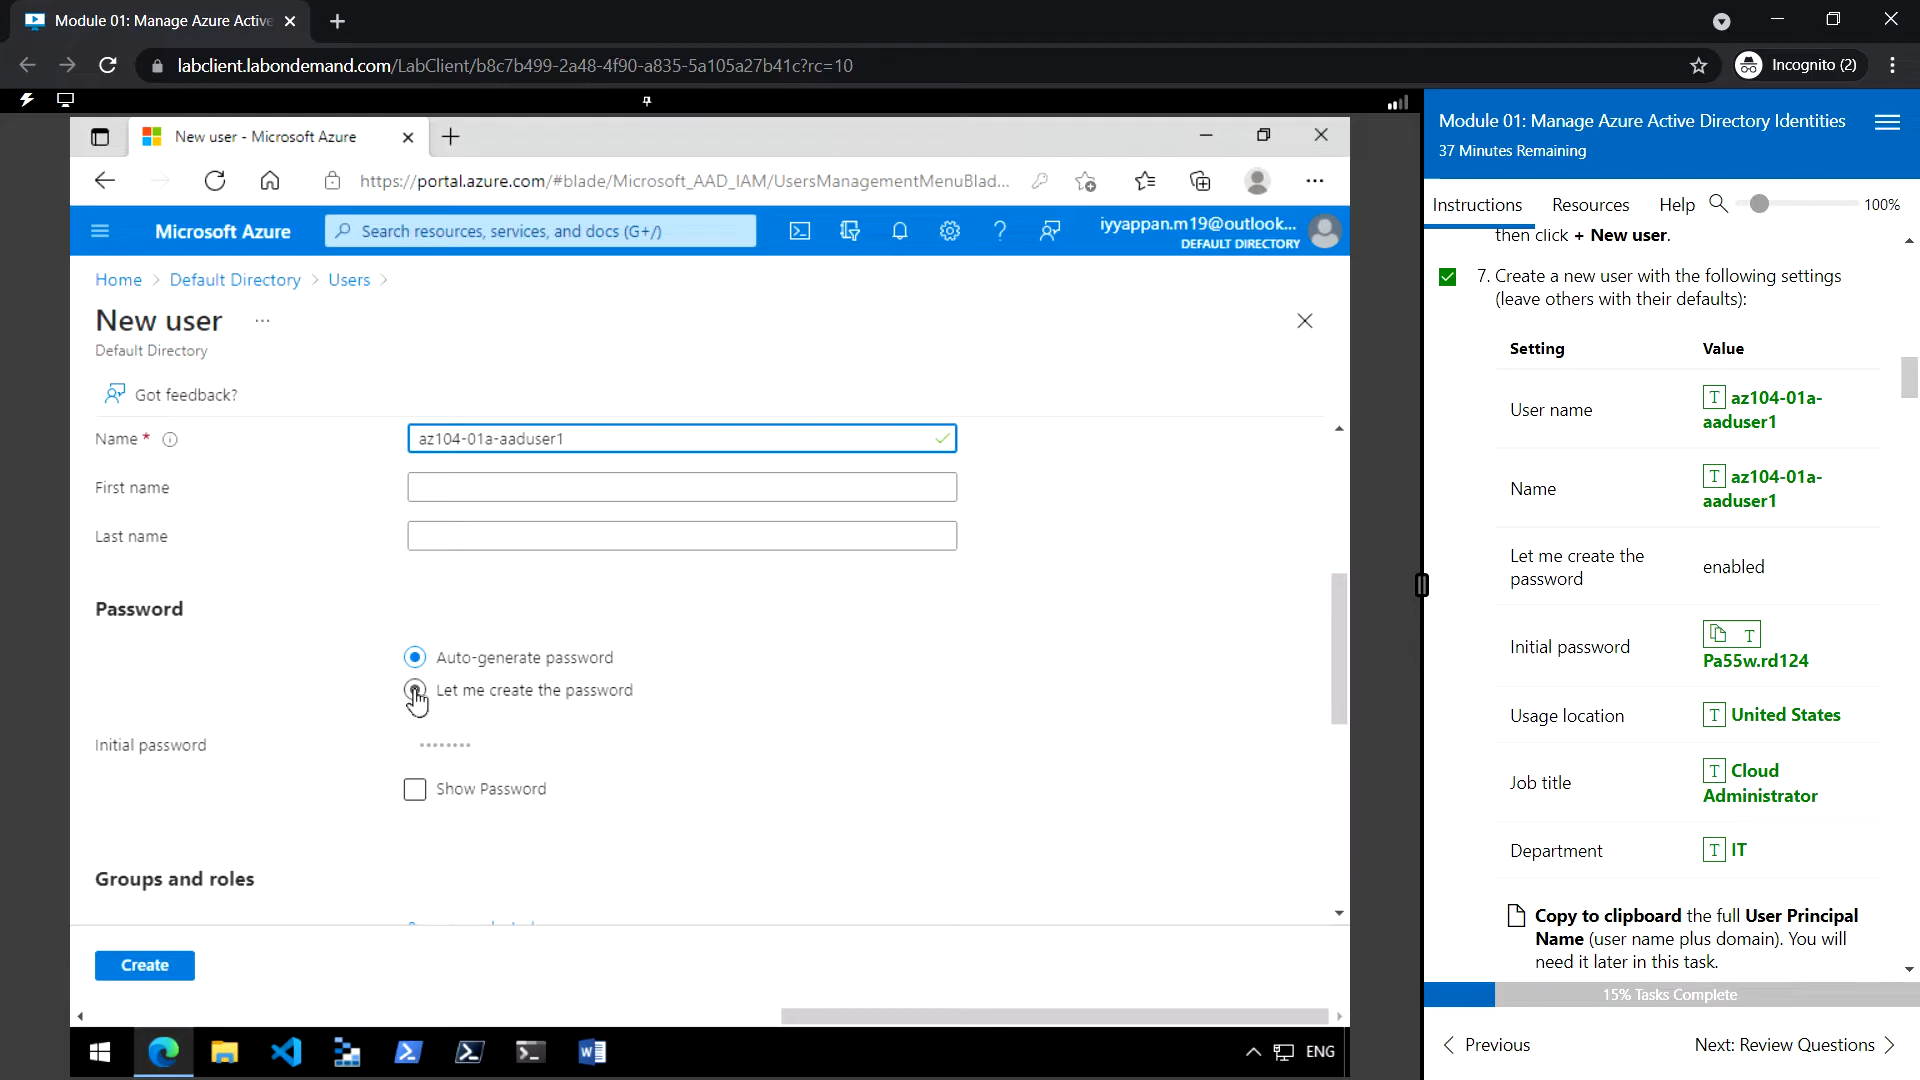 Module 01: Manage Azure Active
Incognito (2)
labclient.labondemand.com/LabClient/b8c7b499-2a48-4f90-a835-5a105a27b41c?rc=10
New user - Microsoft Azure
https://portal.azure.com/#blade/Microsoft_AAD_IAM/UsersManagementMenuBlad...
Microsoft Azure
Search resources, services, and docs (G+/)
iyyappan.m19@outlook...
DEFAULT DIRECTORY
Home > Default Directory > Users >
New user ...
Default Directory
Got feedback?
Name *
az104-01a-aaduser1
First name
Last name
Password
Auto-generate password
Let me create the password
Initial password
Show Password
Groups and roles
Create
ENG
Module 01: Manage Azure Active Directory Identities
37 Minutes Remaining
Instructions Resources Help 100%
then click + New user.
7. Create a new user with the following settings
(leave others with their defaults):
Setting Value
User name T az104-01a-
aaduser1
Name T az104-01a-
aaduser1
Let me create the
password
enabled
Initial password T
Pa55w.rd124
Usage location T United States
Job title T Cloud
Administrator
Department T IT
Copy to clipboard the full User Principal
Name (user name plus domain). You will
need it later in this task.
15% Tasks Complete
Previous Next: Review Questions